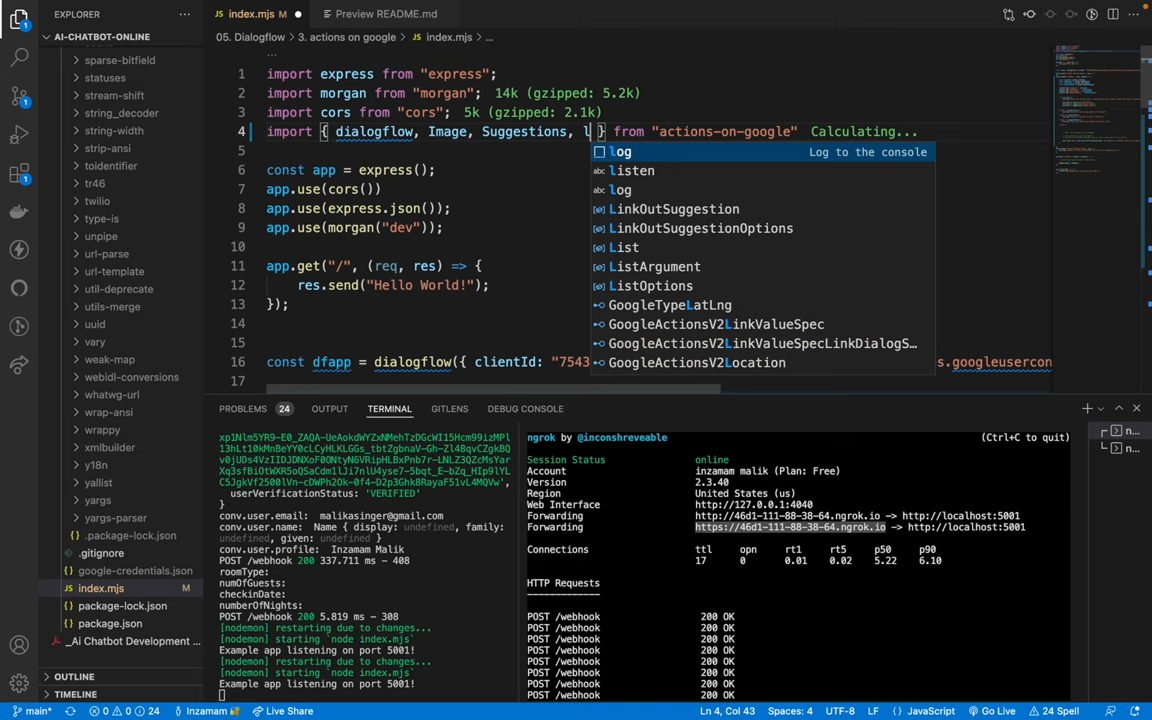 EXPLORER
···
AI-CHATBOT-ONLINE
sparse-bitfield
statuses
stream-shift
string_decoder
string-width
strip-ansi
toidentifier
tr46
twilio
type-is
unpipe
url-parse
url-template
util-deprecate
utils-merge
uuid
vary
weak-map
webidl-conversions
whatwg-url
wrap-ansi
wrappy
xmlbuilder
y18n
yallist
yargs
yargs-parser
.package-lock.json
.gitignore
google-credentials.json
index.mjs M
package-lock.json
package.json
_Ai Chatbot Development ...
OUTLINE
TIMELINE
index.mjs M
Preview README.md
05. Dialogflow > 3. actions on google > index.mjs > ...
1 import express from "express";
2 import morgan from "morgan"; 14k (gzipped: 5.2k)
3 import cors from "cors"; 5k (gzipped: 2.1k)
4 import { dialogflow, Image, Suggestions, l } from "actions-on-google" Calculating...
5
6 const app = express();
7 app.use(cors())
8 app.use(express.json());
9 app.use(morgan("dev"));
10
11 app.get("/", (req, res) => {
12 res.send("Hello World!");
13 });
14
15
16 const dfapp = dialogflow({ clientId: "7543
s.googleusercon
17
log Log to the console
listen
log
LinkOutSuggestion
LinkOutSuggestionOptions
List
ListArgument
ListOptions
GoogleTypeLatLng
GoogleActionsV2LinkValueSpec
GoogleActionsV2LinkValueSpecLinkDialogS...
GoogleActionsV2Location
PROBLEMS 24 OUTPUT TERMINAL GITLENS DEBUG CONSOLE
xp1Nlm5YR9-E0_ZAQA-UeAokdWYZxNMehTzDGcWI15Hcm99izMPl
13hLt10kMnBeYY0cLCyHLKLGGs_tbtZgbnaV-Gh-Zl48qvCZgkBQ
v0jUDs4VzIIDJDNXoF0ONtyN6VRipHLBxPnb7r-LNLZ3QZcMsYar
Xq3sfBiOtWXR5oQSaCdm1lJi7nlU4yse7-5bqt_E-bZq_HIp9lYL
C5JgkVf2500lVn-cDWPh2Ok-0f4-D2p3Ghk8RayaF51vL4MQVw',
userVerificationStatus: 'VERIFIED'
}
conv.user.email: malikasinger@gmail.com
conv.user.name: Name { display: undefined, family:
undefined, given: undefined }
conv.user.profile: Inzamam Malik
POST /webhook 200 337.711 ms - 408
roomType:
numOfGuests:
checkinDate:
numberOfNights:
POST /webhook 200 5.819 ms - 308
[nodemon] restarting due to changes...
[nodemon] starting `node index.mjs`
Example app listening on port 5001!
[nodemon] restarting due to changes...
[nodemon] starting `node index.mjs`
Example app listening on port 5001!
ngrok by @inconshreveable (Ctrl+C to quit)
Session Status online
Account inzamam malik (Plan: Free)
Version 2.3.40
Region United States (us)
Web Interface http://127.0.0.1:4040
Forwarding http://46d1-111-88-38-64.ngrok.io -> http://localhost:5001
Forwarding https://46d1-111-88-38-64.ngrok.io -> http://localhost:5001
Connections ttl opn rt1 rt5 p50 p90
17 0 0.01 0.02 5.22 6.10
HTTP Requests
-------------
POST /webhook 200 OK
POST /webhook 200 OK
POST /webhook 200 OK
POST /webhook 200 OK
POST /webhook 200 OK
POST /webhook 200 OK
POST /webhook 200 OK
POST /webhook 200 OK
n...
n...
main* 0 0 24 Inzamam Live Share Ln 4, Col 43 Spaces: 4 UTF-8 LF JavaScript Go Live 24 Spell